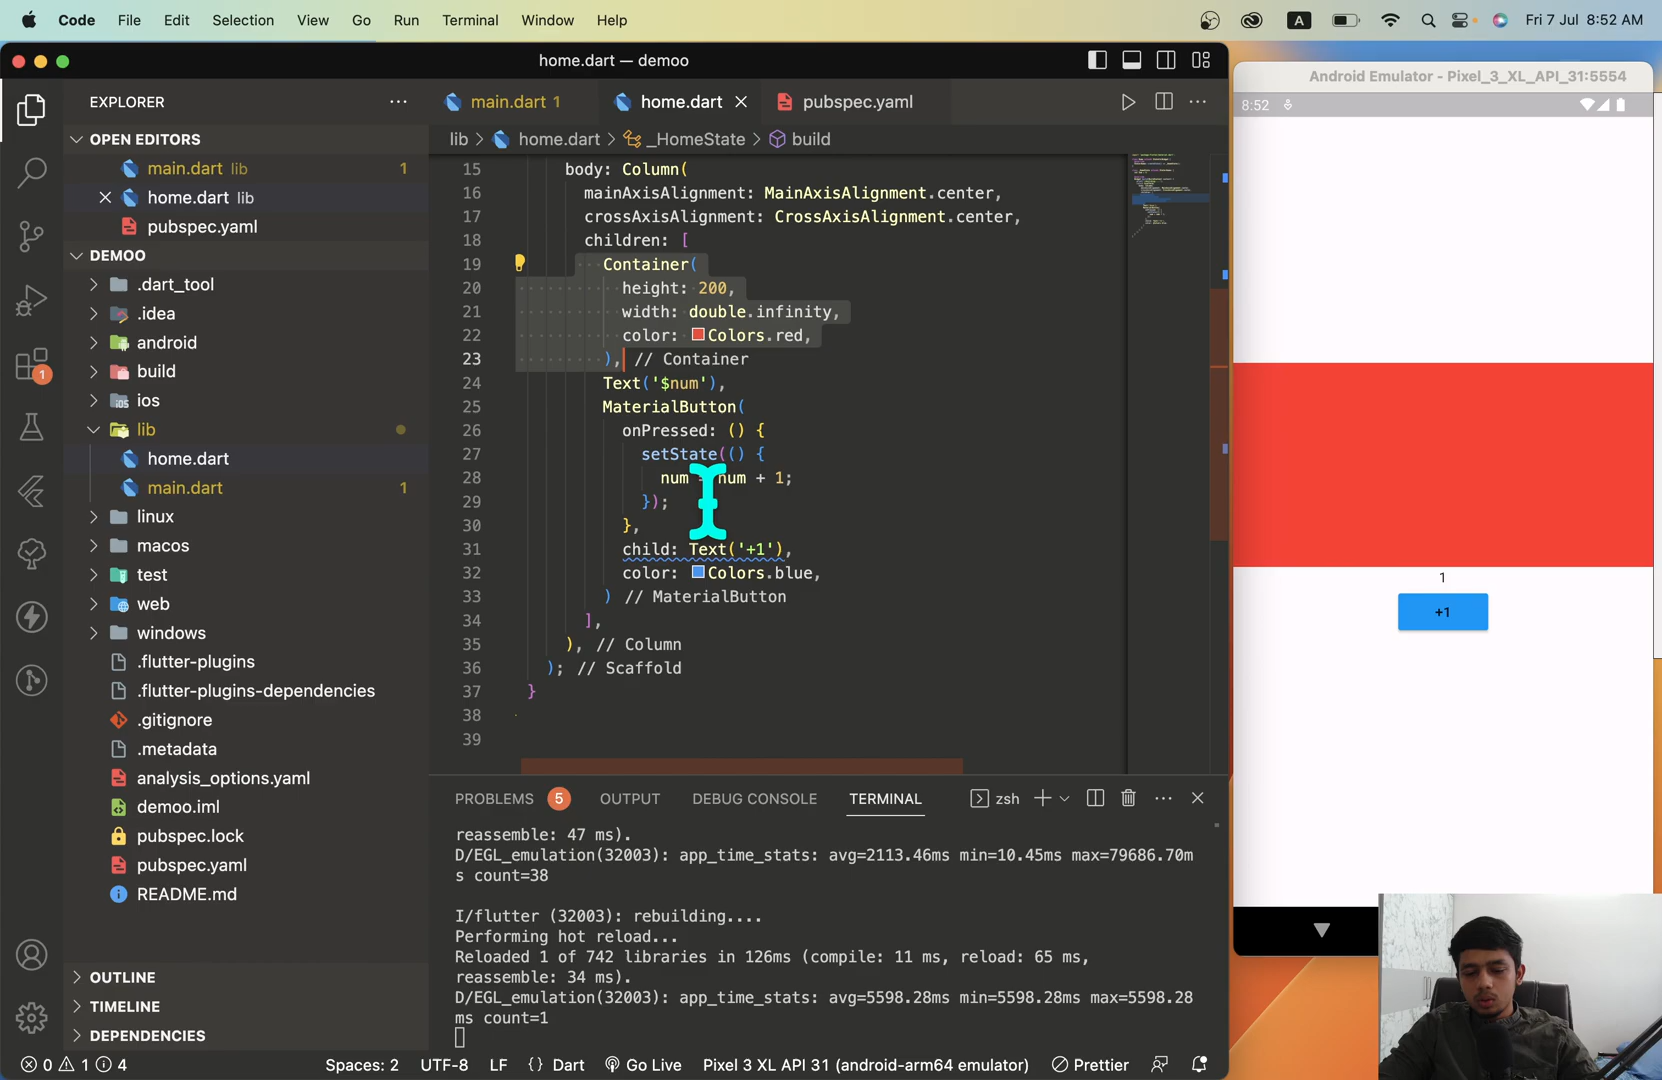 Code File Edit Selection View Go Run Terminal Window Help
A
Fri 7 Jul 8:52 AM
home.dart — demoo
EXPLORER
OPEN EDITORS
main.dart lib 1
home.dart lib
pubspec.yaml
DEMOO
.dart_tool
.idea
android
build
ios
lib
home.dart
main.dart 1
linux
macos
test
web
windows
.flutter-plugins
.flutter-plugins-dependencies
.gitignore
.metadata
analysis_options.yaml
demoo.iml
pubspec.lock
pubspec.yaml
README.md
OUTLINE
TIMELINE
DEPENDENCIES
1
main.dart 1 home.dart pubspec.yaml
lib > home.dart > _HomeState > build
15 body: Column(
16 mainAxisAlignment: MainAxisAlignment.center,
17 crossAxisAlignment: CrossAxisAlignment.center,
18 children: [
19 Container(
20 height: 200,
21 width: double.infinity,
22 color: Colors.red,
23 ), // Container
24 Text('$num'),
25 MaterialButton(
26 onPressed: () {
27 setState(() {
28 num = num + 1;
29 });
30 },
31 child: Text('+1'),
32 color: Colors.blue,
33 ) // MaterialButton
34 ],
35 ), // Column
36 ); // Scaffold
37 }
38
39
PROBLEMS 5 OUTPUT DEBUG CONSOLE TERMINAL zsh
reassemble: 47 ms).
D/EGL_emulation(32003): app_time_stats: avg=2113.46ms min=10.45ms max=79686.70m
s count=38
I/flutter (32003): rebuilding....
Performing hot reload...
Reloaded 1 of 742 libraries in 126ms (compile: 11 ms, reload: 65 ms,
reassemble: 34 ms).
D/EGL_emulation(32003): app_time_stats: avg=5598.28ms min=5598.28ms max=5598.28
ms count=1
0 1 4 Spaces: 2 UTF-8 LF {} Dart Go Live Pixel 3 XL API 31 (android-arm64 emulator) Prettier
Android Emulator - Pixel_3_XL_API_31:5554
8:52
1
+1